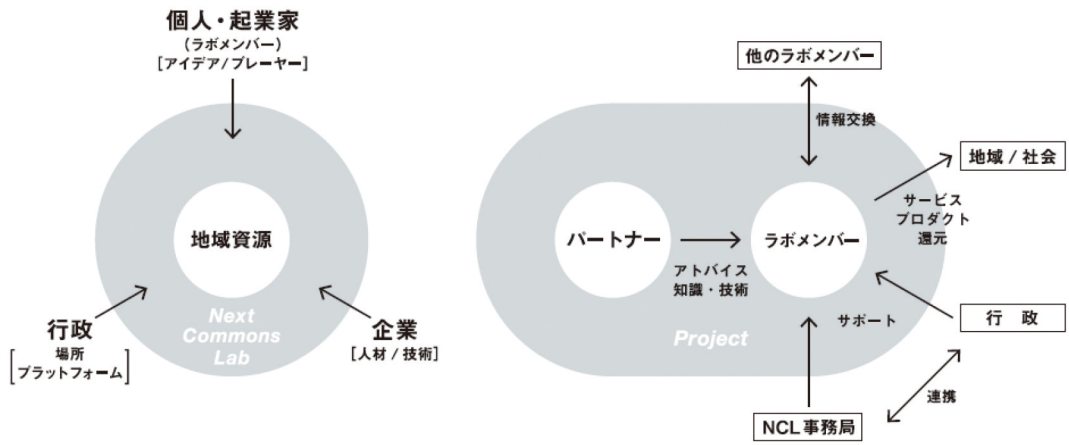 個人・起業家
(ラボメンバー)
[アイデア/プレーヤー]
地域資源
行政
場所
[プラットフォーム]
企業
[人材/技術]
Next
Commons
Lab
他のラボメンバー
情報交換
地域/社会
サービス
プロダクト
還元
パートナー
アトバイス
知識・技術
ラボメンバー
行 政
サポート
Project
連携
NCL事務局